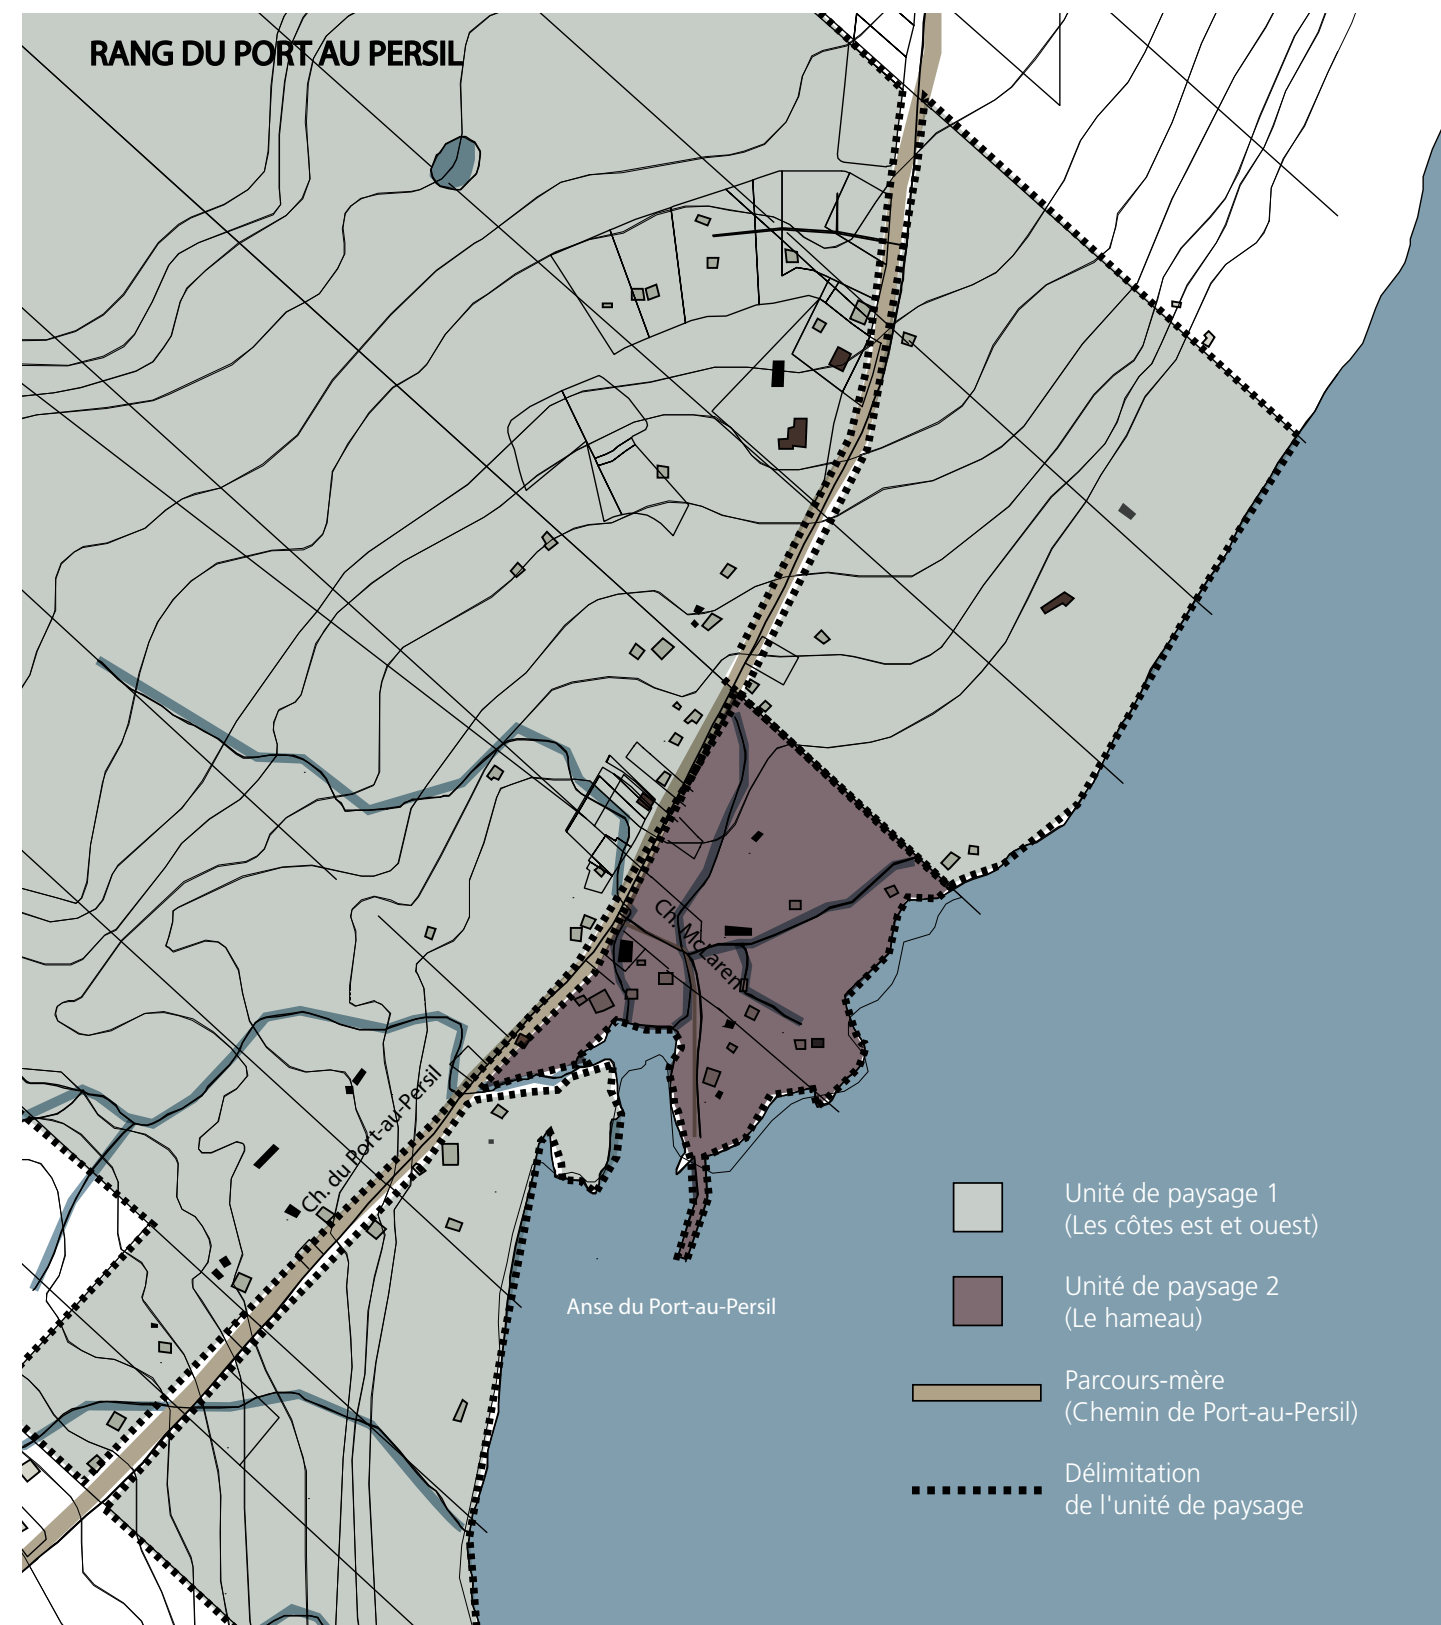 RANG DU PORT AU PERSIL
Ch. McLaren
Ch. du Port-au-Persil
Anse du Port-au-Persil
Unité de paysage 1
(Les côtes est et ouest)
Unité de paysage 2
(Le hameau)
Parcours-mère
(Chemin de Port-au-Persil)
Délimitation
de l'unité de paysage